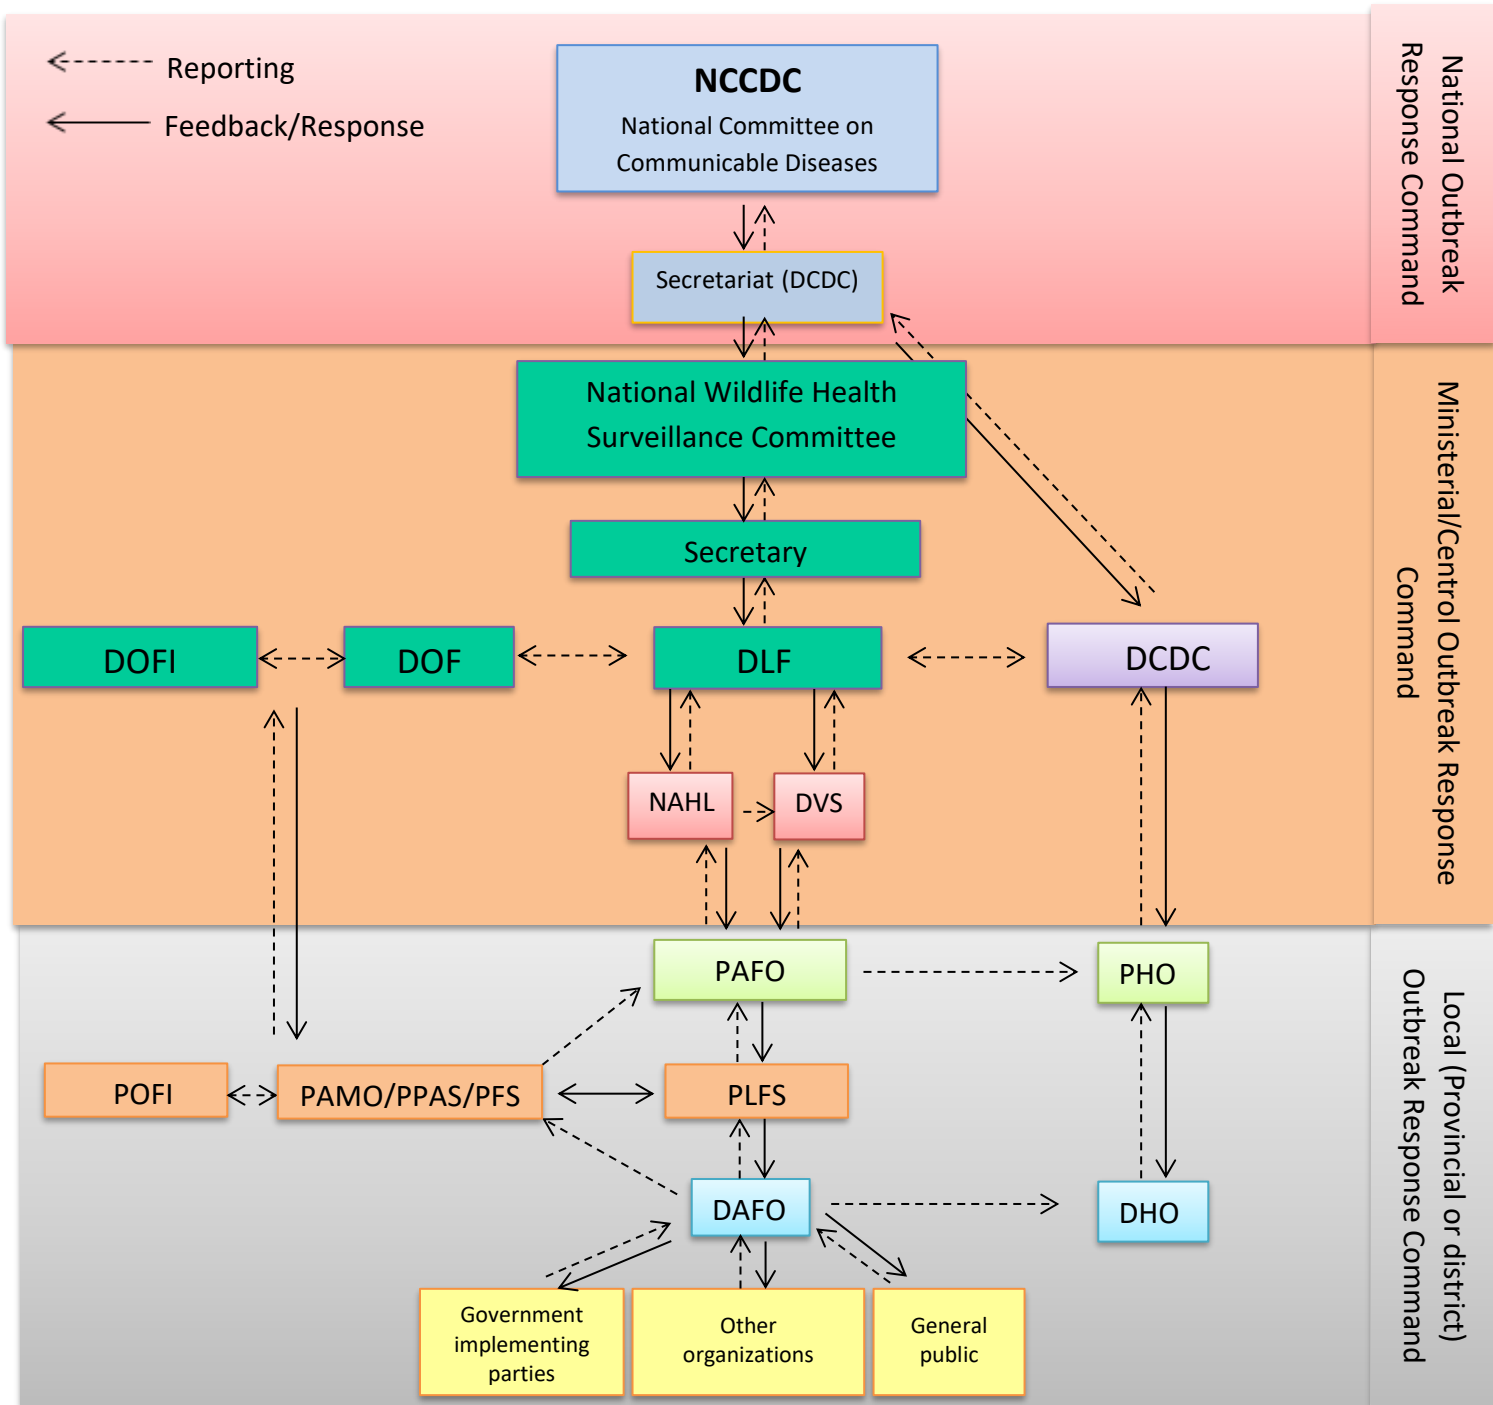 Reporting
Feedback/Response
NCCDC
National Committee on
Communicable Diseases
Secretariat (DCDC)
National Outbreak
Response Command
National Wildlife Health
Surveillance Committee
Secretary
DOFI
DOF
DLF
DCDC
NAHL
DVS
Ministerial/Centrol Outbreak Response
Command
PAFO
PHO
POFI
PAMO/PPAS/PFS
PLFS
DAFO
DHO
Government
implementing
parties
Other
organizations
General
public
Local (Provincial or district)
Outbreak Response Command